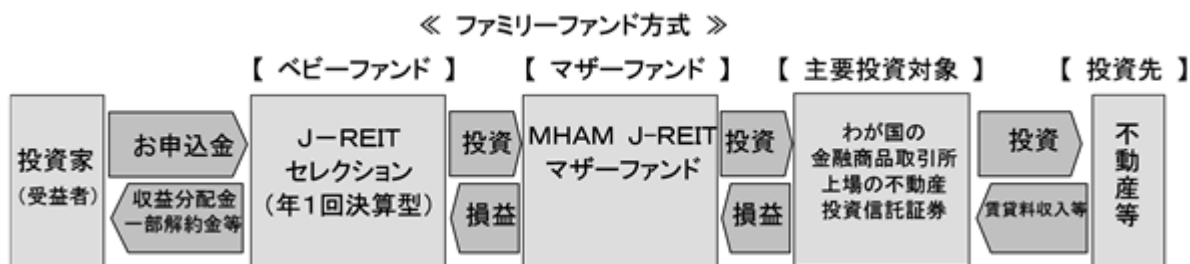 ≪ ファミリーファンド方式 ≫
【 ベビーファンド 】
【 マザーファンド 】
【 主要投資対象 】
【 投資先 】
投資家
(受益者)
お申込金
収益分配金
一部解約金等
J－REIT
セレクション
(年1回決算型)
投資
損益
MHAM J-REIT
マザーファンド
投資
損益
わが国の
金融商品取引所
上場の不動産
投資信託証券
投資
賃貸料収入等
不動産等